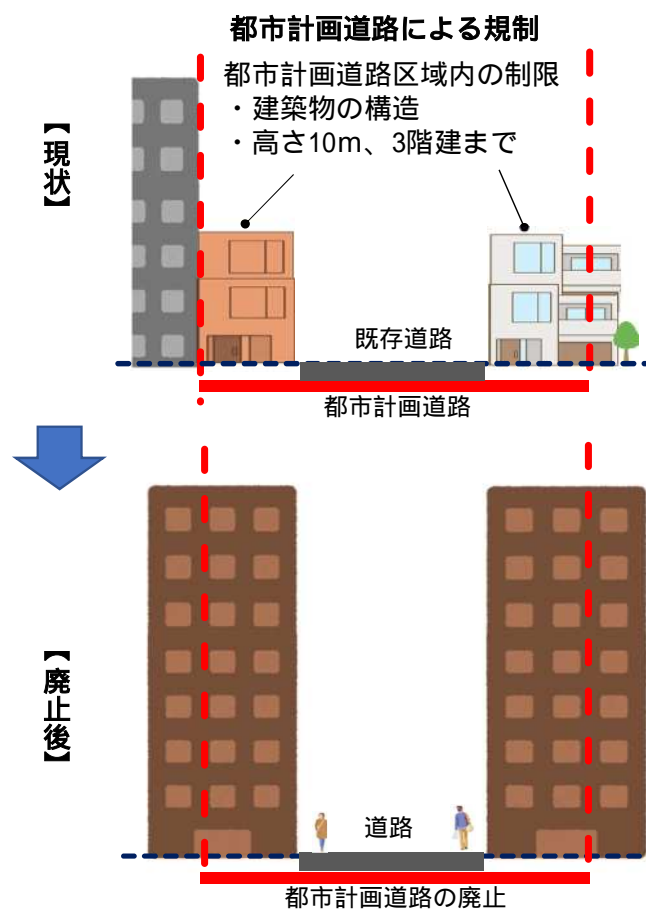 都市計画道路による規制
都市計画道路区域内の制限
・建築物の構造
・高さ10m、3階建まで
【現状】
既存道路
都市計画道路
【廃止後】
道路
都市計画道路の廃止